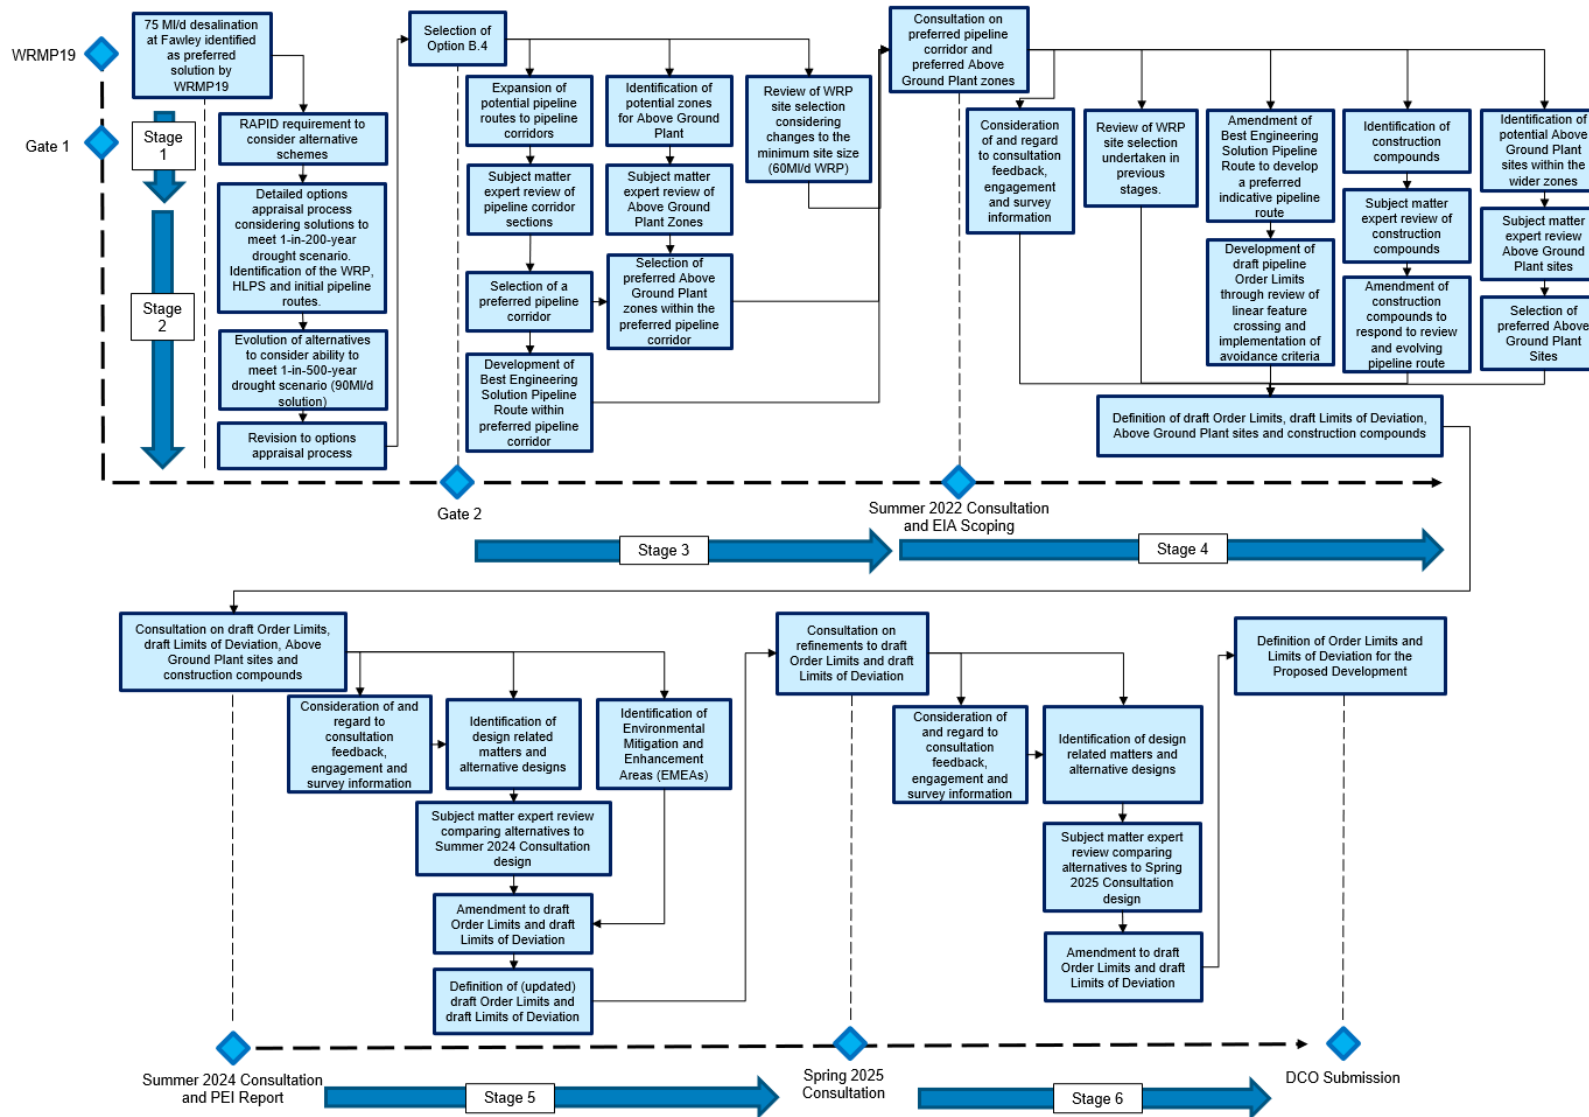 WRMP19
75 Ml/d desalination
at Fawley identified
as preferred
solution by
WRMP19
Gate 1
Stage
1
Stage
2
RAPID requirement to
consider alternative
schemes
Detailed options
appraisal process
considering solutions to
meet 1-in-200-year
drought scenario.
Identification of the WRP,
HLPS and initial pipeline
routes.
Evolution of alternatives
to consider ability to
meet 1-in-500-year
drought scenario (90Ml/d
solution)
Revision to options
appraisal process
Selection of
Option B.4
Expansion of
potential pipeline
routes to pipeline
corridors
Subject matter
expert review of
pipeline corridor
sections
Selection of a
preferred pipeline
corridor
Development of
Best Engineering
Solution Pipeline
Route within
preferred pipeline
corridor
Identification of
potential zones
for Above Ground
Plant
Subject matter
expert review of
Above Ground
Plant Zones
Selection of
preferred Above
Ground Plant
zones within the
preferred pipeline
corridor
Review of WRP
site selection
considering
changes to the
minimum site size
(60Ml/d WRP)
Gate 2
Stage 3
Consultation on
preferred pipeline
corridor and
preferred Above
Ground Plant zones
Consideration
of and regard
to consultation
feedback,
engagement
and survey
information
Review of WRP
site selection
undertaken in
previous
stages.
Amendment of
Best Engineering
Solution Pipeline
Route to develop
a preferred
indicative pipeline
route
Development of
draft pipeline
Order Limits
through review of
linear feature
crossing and
implementation of
avoidance criteria
Identification of
construction
compounds
Subject matter
expert review of
construction
compounds
Amendment of
construction
compounds to
respond to review
and evolving
pipeline route
Identification of
potential Above
Ground Plant
sites within the
wider zones
Subject matter
expert review
Above Ground
Plant sites
Selection of
preferred Above
Ground Plant
Sites
Definition of draft Order Limits, draft Limits of Deviation,
Above Ground Plant sites and construction compounds
Summer 2022 Consultation
and EIA Scoping
Stage 4
Consultation on draft Order Limits,
draft Limits of Deviation, Above
Ground Plant sites and
construction compounds
Consideration of and
regard to
consultation
feedback,
engagement and
survey information
Identification of
design related
matters and
alternative designs
Identification of
Environmental
Mitigation and
Enhancement
Areas (EMEAs)
Subject matter expert review
comparing alternatives to
Summer 2024 Consultation
design
Amendment to draft
Order Limits and draft
Limits of Deviation
Definition of (updated)
draft Order Limits and
draft Limits of Deviation
Summer 2024 Consultation
and PEI Report
Stage 5
Consultation on
refinements to draft
Order Limits and draft
Limits of Deviation
Consideration of
and regard to
consultation
feedback,
engagement and
survey information
Identification of design
related matters and
alternative designs
Subject matter expert
review comparing
alternatives to Spring
2025 Consultation
design
Amendment to draft
Order Limits and draft
Limits of Deviation
Spring 2025
Consultation
Stage 6
Definition of Order Limits and
Limits of Deviation for the
Proposed Development
DCO Submission